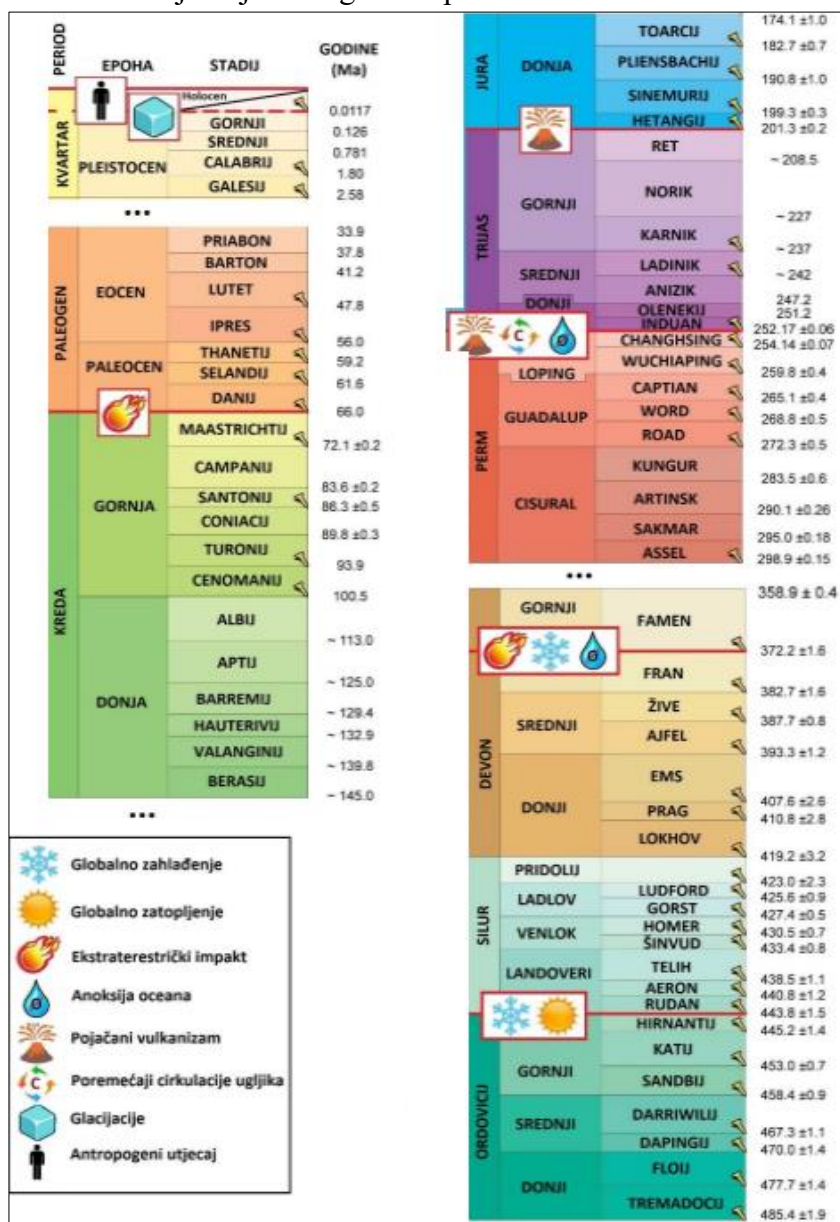 PERIOD EPOHA STADIJ GODINE
(Ma)
Holocen
0.0117
GORNJI
0.126
SREDNJI
0.781
KVARTAR PLEISTOCEN CALABRIJ
1.80
GALESIJ
2.58
...
33.9
PRIABON
37.8
BARTON
41.2
PALEOGEN EOCEN LUTET
47.8
IPRES
56.0
THANETIJ
59.2
PALEOCEN SELANDIJ
61.6
DANIJ
66.0
MAASTRICHTIJ
72.1 ±0.2
CAMPANIJ
83.6 ±0.2
GORNJA SANTONIJ
86.3 ±0.5
CONIACIJ
89.8 ±0.3
TURONIJ
93.9
CENOMANIJ
100.5
KREDA
ALBIJ
~ 113.0
APTIJ
~ 125.0
DONJA BARREMIJ
~ 129.4
HAUTERIVIJ
~ 132.9
VALANGINIJ
~ 139.8
BERASIJ
~ 145.0
...
Globalno zahlađenje
Globalno zatopljenje
Ekstraterestrički impakt
Ø
Anoksija oceana
Pojačani vulkanizam
C
Poremećaji cirkulacije ugljika
Glacijacije
Antropogeni utjecaj
174.1 ±1.0
TOARCIJ
182.7 ±0.7
JURA DONJA PLIENSBACHIJ
190.8 ±1.0
SINEMURIJ
199.3 ±0.3
HETANGIJ
201.3 ±0.2
RET
~ 208.5
GORNJI NORIK
~ 227
TRIJAS
KARNIK
~ 237
SREDNJI LADINIK
~ 242
ANIZIK
247.2
DONJI OLENEKIJ
251.2
INDUAN
C Ø
252.17 ±0.06
CHANGHSING
254.14 ±0.07
LOPING WUCHIAPING
259.8 ±0.4
CAPTIAN
265.1 ±0.4
GUADALUP WORD
268.8 ±0.5
ROAD
272.3 ±0.5
PERM
KUNGUR
283.5 ±0.6
CISURAL ARTINSK
290.1 ±0.26
SAKMAR
295.0 ±0.18
ASSEL
298.9 ±0.15
...
358.9 ± 0.4
GORNJI FAMEN
Ø
372.2 ±1.6
FRAN
382.7 ±1.6
ŽIVE
387.7 ±0.8
SREDNJI AJFEL
393.3 ±1.2
DEVON
EMS
407.6 ±2.6
DONJI PRAG
410.8 ±2.8
LOKHOV
419.2 ±3.2
PRIDOLIJ
423.0 ±2.3
LADLOV LUDFORD
425.6 ±0.9
GORST
427.4 ±0.5
SILUR VENLOK HOMER
430.5 ±0.7
ŠINVUD
433.4 ±0.8
LANDOVERI TELIH
438.5 ±1.1
AERON
440.8 ±1.2
RUDAN
443.8 ±1.5
HIRNANTIJ
445.2 ±1.4
KATIJ
453.0 ±0.7
GORNJI SANDBIJ
458.4 ±0.9
ORDOVICIJ SREDNJI DARRIWILIJ
467.3 ±1.1
DAPINGIJ
470.0 ±1.4
FLOIJ
477.7 ±1.4
DONJI TREMADOCIJ
485.4 ±1.9